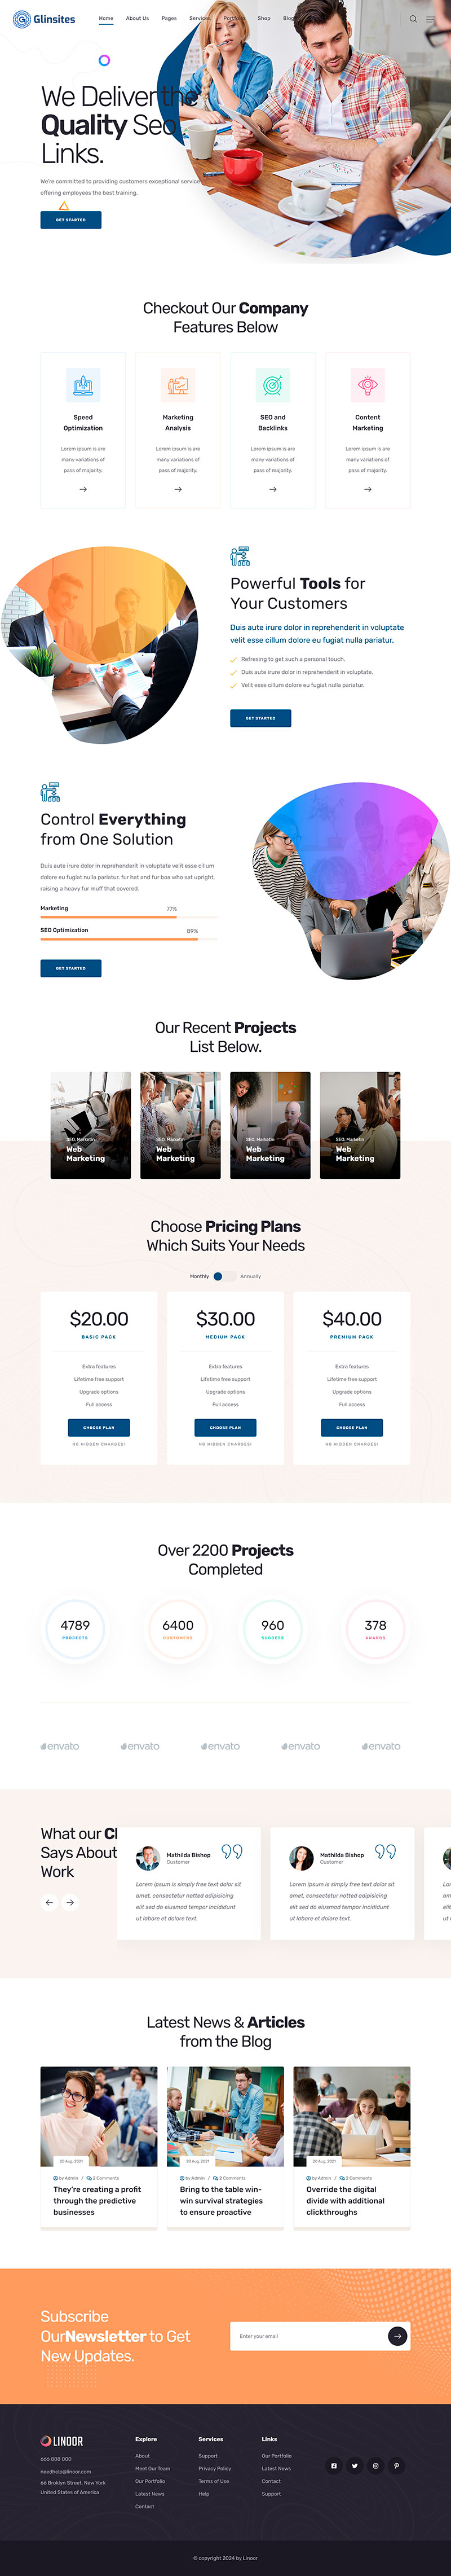 Glinsites
Home About Us Pages Services Portfolio Shop Blog
We Deliver the
Quality Seo
Links.
We're committed to providing customers exceptional service
offering employees the best training.
GET STARTED
Checkout Our Company
Features Below
Speed
Optimization
Lorem ipsum is are
many variations of
pass of majority.
Marketing
Analysis
Lorem ipsum is are
many variations of
pass of majority.
SEO and
Backlinks
Lorem ipsum is are
many variations of
pass of majority.
Content
Marketing
Lorem ipsum is are
many variations of
pass of majority.
Powerful Tools for
Your Customers
Duis aute irure dolor in reprehenderit in voluptate
velit esse cillum dolore eu fugiat nulla pariatur.
Refresing to get such a personal touch.
Duis aute irure dolor in reprehenderit in voluptate.
Velit esse cillum dolore eu fugiat nulla pariatur.
GET STARTED
Control Everything
from One Solution
Duis aute irure dolor in reprehenderit in voluptate velit esse cillum
dolore eu fugiat nulla pariatur. fur hat and fur boa who sat upright,
raising a heavy fur muff that covered.
Marketing 77%
SEO Optimization 89%
GET STARTED
Our Recent Projects
List Below.
SEO, Marketin
Web
Marketing
SEO, Marketin
Web
Marketing
SEO, Marketin
Web
Marketing
SEO, Marketin
Web
Marketing
Choose Pricing Plans
Which Suits Your Needs
Monthly Annually
$20.00
BASIC PACK
Extra features
Lifetime free support
Upgrade options
Full access
CHOOSE PLAN
NO HIDDEN CHARGES!
$30.00
MEDIUM PACK
Extra features
Lifetime free support
Upgrade options
Full access
CHOOSE PLAN
NO HIDDEN CHARGES!
$40.00
PREMIUM PACK
Extra features
Lifetime free support
Upgrade options
Full access
CHOOSE PLAN
NO HIDDEN CHARGES!
Over 2200 Projects
Completed
4789
PROJECTS
6400
CUSTOMERS
960
SUCCESS
378
AWARDS
envato envato envato envato envato
What our Cl
Says About
Work
Mathilda Bishop
Customer
Lorem ipsum is simply free text dolor sit
amet, consectetur notted adipisicing
elit sed do eiusmod tempor incididunt
ut labore et dolore text.
Mathilda Bishop
Customer
Lorem ipsum is simply free text dolor sit
amet, consectetur notted adipisicing
elit sed do eiusmod tempor incididunt
ut labore et dolore text.
Latest News & Articles
from the Blog
20 Aug, 2021
by Admin / 2 Comments
They're creating a profit
through the predictive
businesses
20 Aug, 2021
by Admin / 2 Comments
Bring to the table win-
win survival strategies
to ensure proactive
20 Aug, 2021
by Admin / 2 Comments
Override the digital
divide with additional
clickthroughs
Subscribe
OurNewsletter to Get
New Updates.
Enter your email
LINOOR
666 888 000
needhelp@linoor.com
66 Broklyn Street, New York
United States of America
Explore
About
Meet Our Team
Our Portfolio
Latest News
Contact
Services
Support
Privacy Policy
Terms of Use
Help
Links
Our Portfolio
Latest News
Contact
Support
© copyright 2024 by Linoor